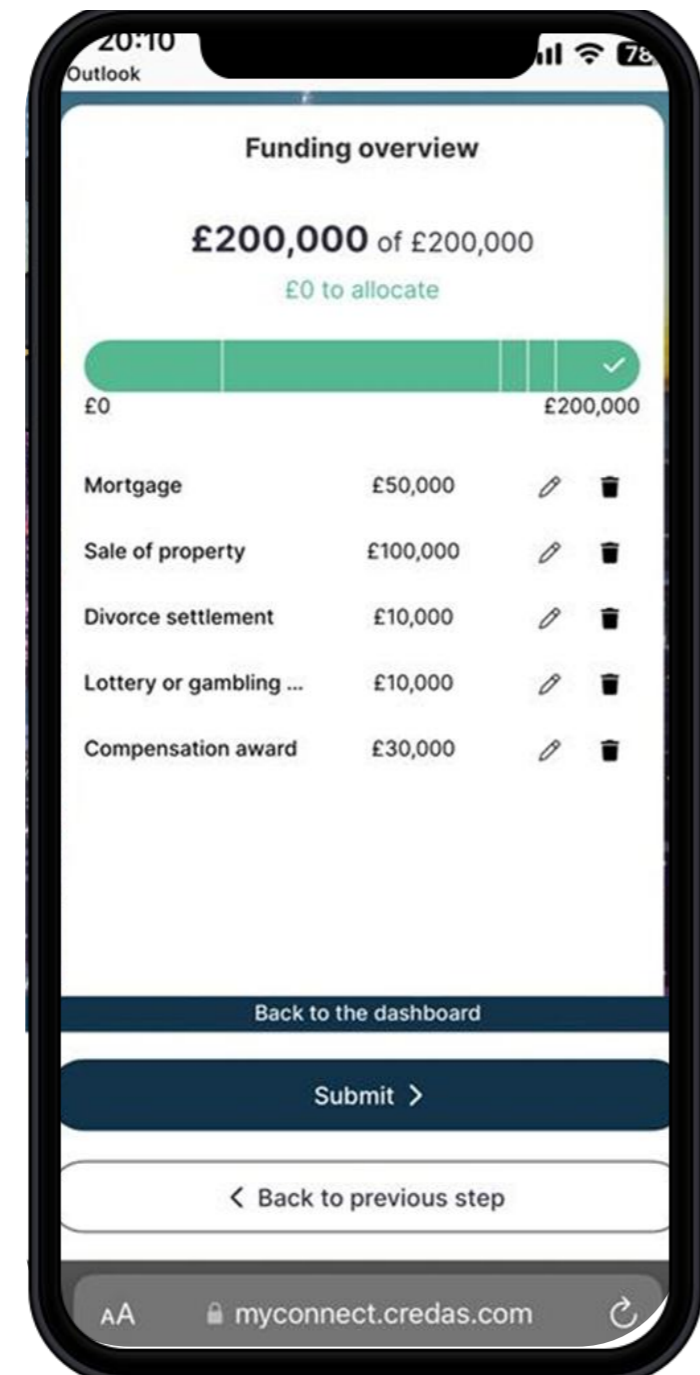 20:10
78
Outlook
Funding overview
£200,000 of £200,000
£0 to allocate
£0 £200,000
Mortgage £50,000
Sale of property £100,000
Divorce settlement £10,000
Lottery or gambling ... £10,000
Compensation award £30,000
Back to the dashboard
Submit >
< Back to previous step
AA myconnect.credas.com